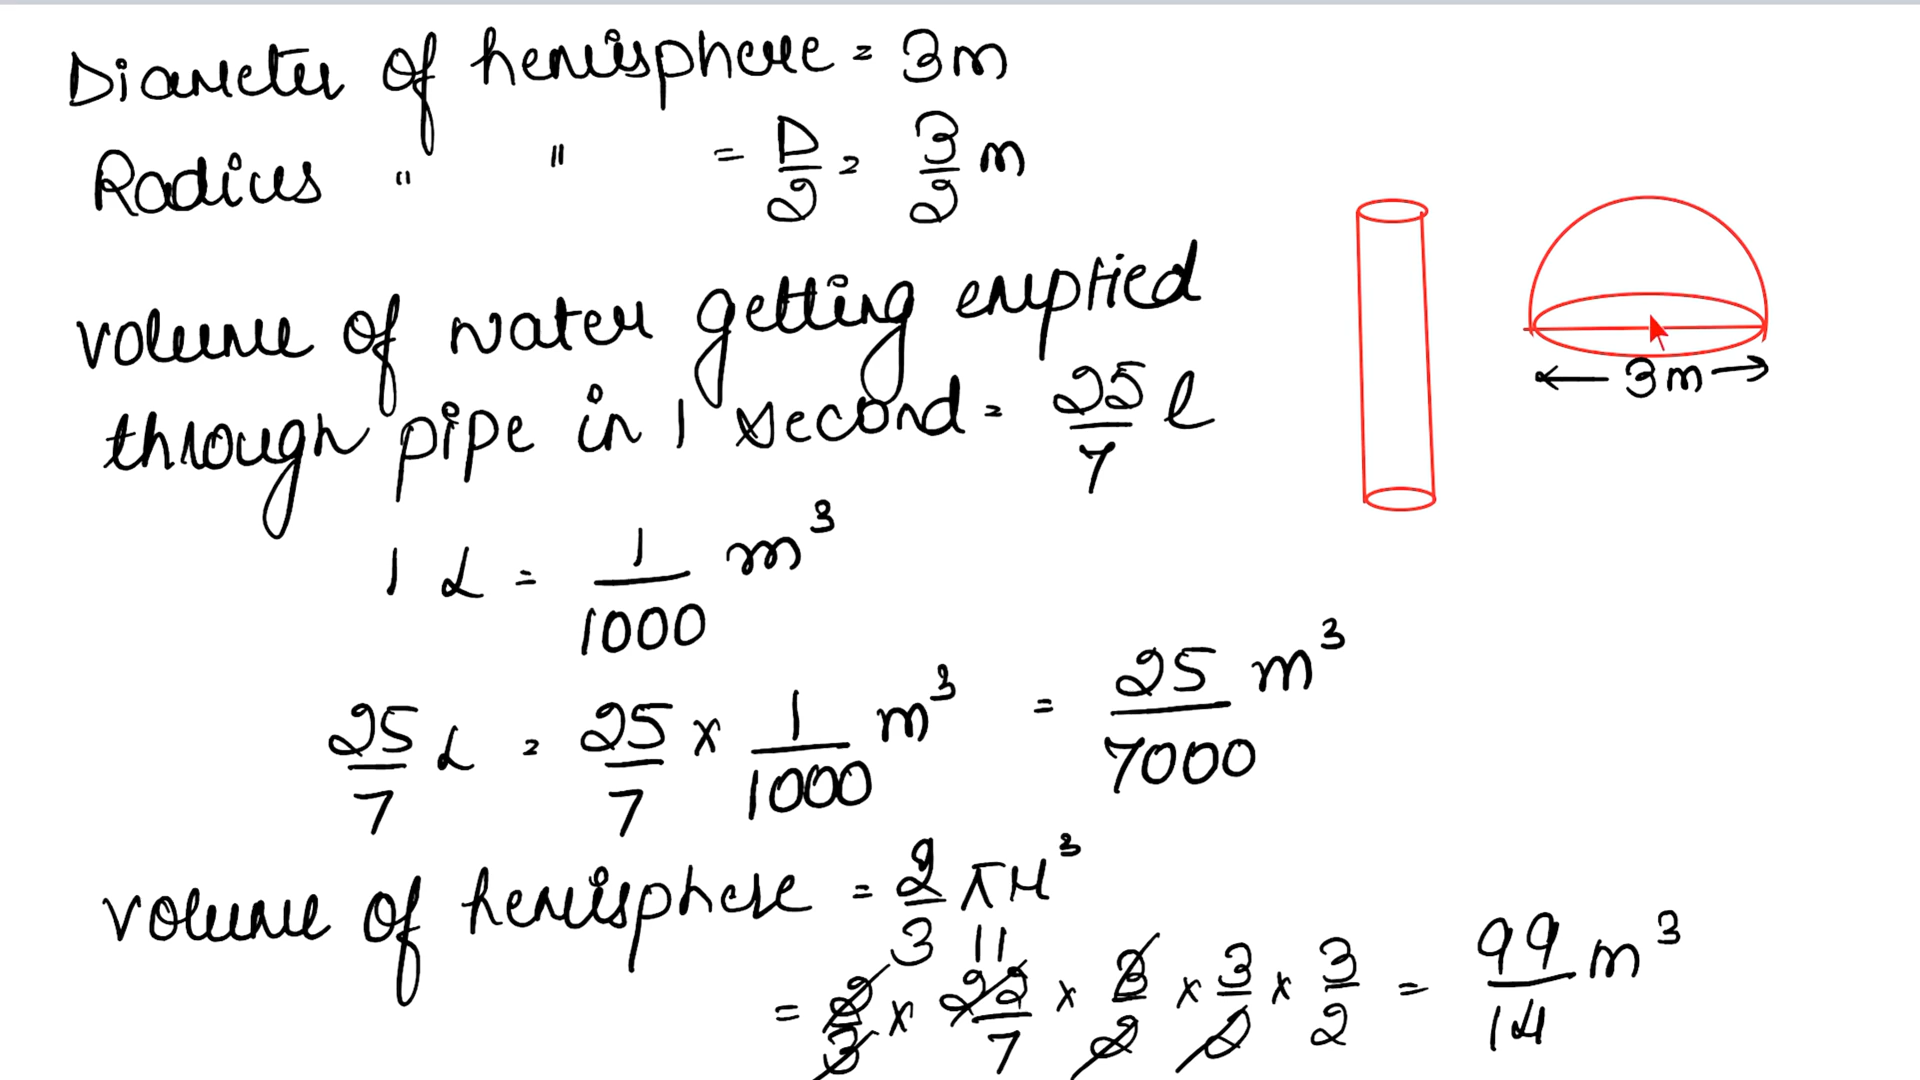 Diameter of hemisphere = 3m
Radius " " = D/2 = 3/2 m
volume of water getting emptied
through pipe in 1 second = 25/7 l
1 L = 1/1000 m³
25/7 L = 25/7 x 1/1000 m³ = 25/7000 m³
volume of hemisphere = 2/3 πr³
= 2/3 x 22/7 x 3/2 x 3/2 x 3/2 = 99/14 m³
11
← 3m →